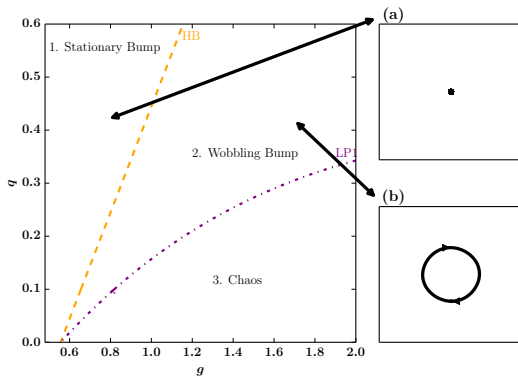 (a)
0.6
HB
1. Stationary Bump
0.5
0.4
q
2. Wobbling Bump
LP1
0.3
(b)
0.2
3. Chaos
0.1
0.0
0.6 0.8 1.0 1.2 1.4 1.6 1.8 2.0
g